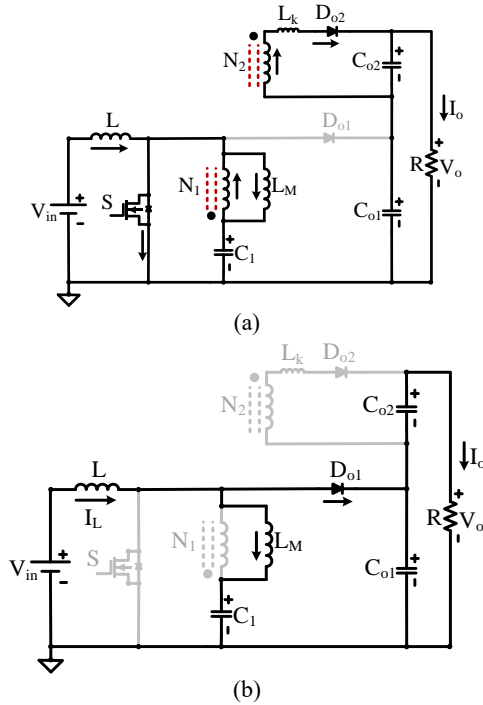 L_k D_o2
N_2 + C_o2 -
I_o
L D_o1
+
S N_1 L_M R V_o
V_in + - C_o1 + -
+ C_1 - -
(a)
L_k D_o2
N_2 + C_o2 -
L D_o1 I_o
I_L +
S N_1 L_M R V_o
V_in + - C_o1 + -
+ C_1 - -
(b)